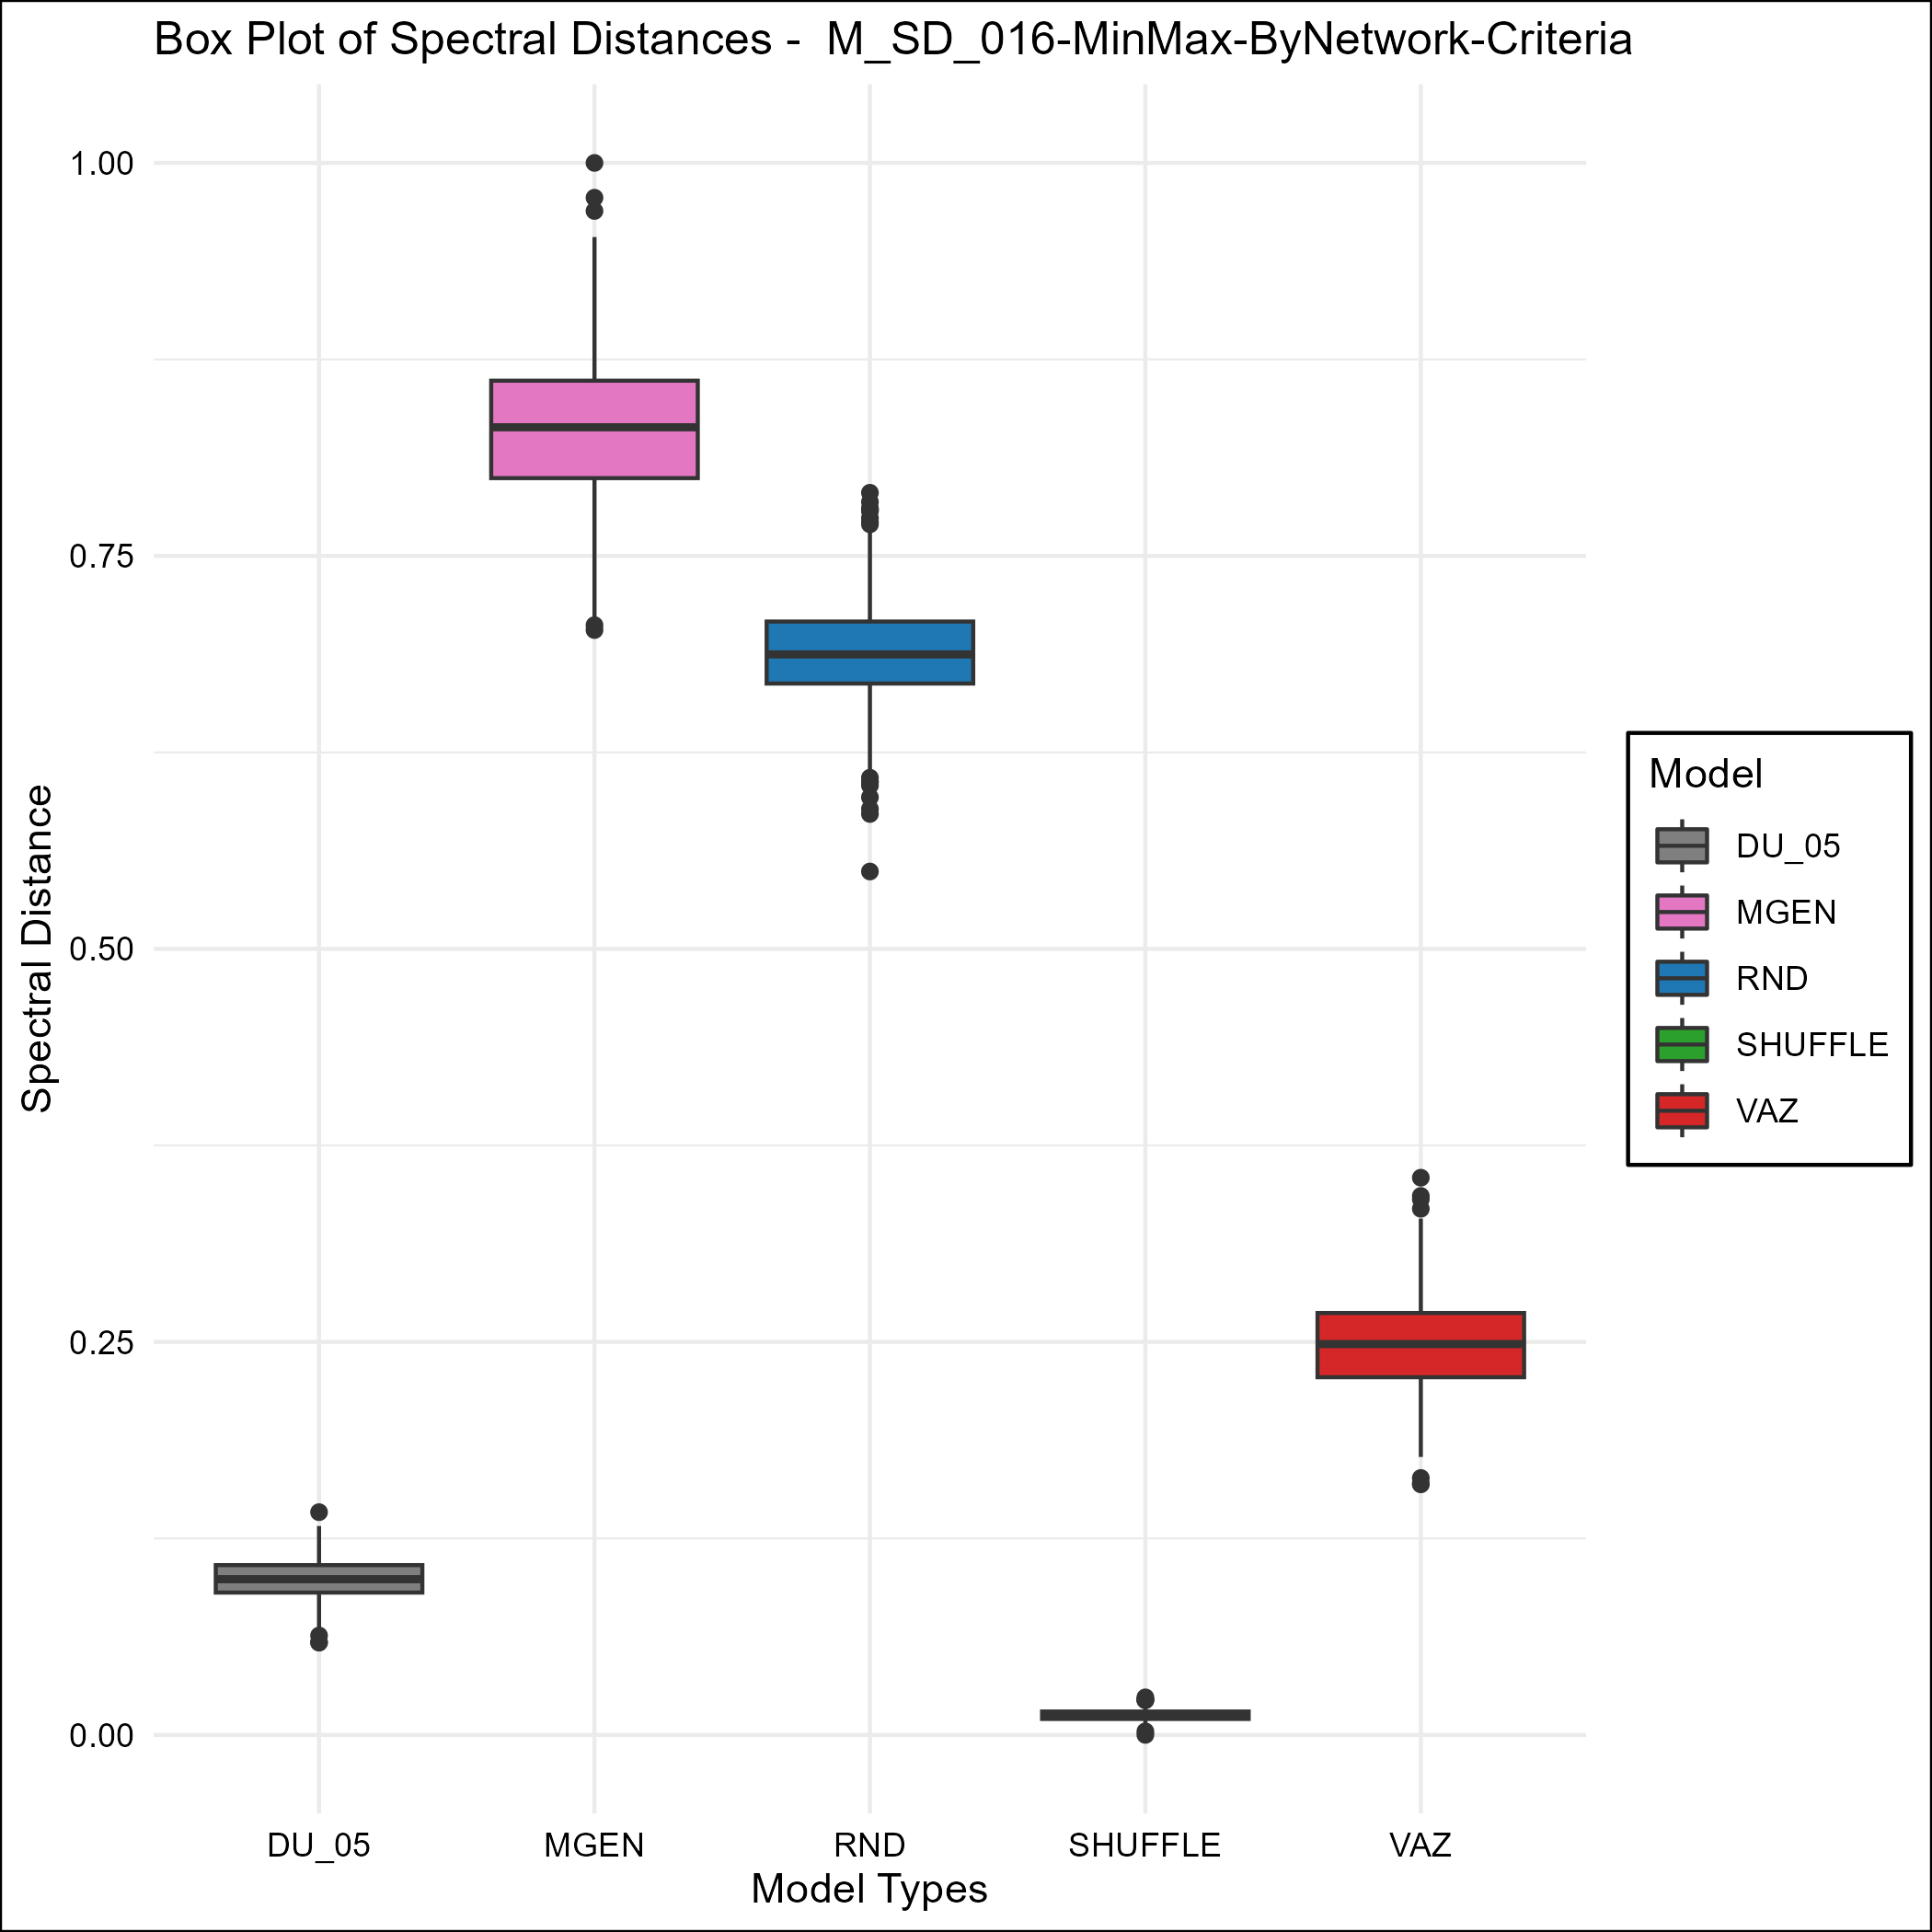 Box Plot of Spectral Distances -  M_SD_016-MinMax-ByNetwork-Criteria
1.00
0.75
0.50
0.25
0.00
Spectral Distance
DU_05
MGEN
RND
SHUFFLE
VAZ
Model Types
Model
DU_05
MGEN
RND
SHUFFLE
VAZ